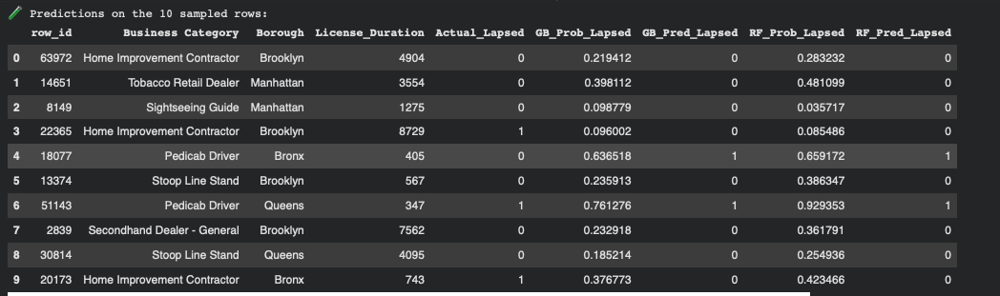 Predictions on the 10 sampled rows:
row_id Business Category Borough License_Duration Actual_Lapsed GB_Prob_Lapsed GB_Pred_Lapsed RF_Prob_Lapsed RF_Pred_Lapsed
0 63972 Home Improvement Contractor Brooklyn 4904 0 0.219412 0 0.283232 0
1 14651 Tobacco Retail Dealer Manhattan 3554 0 0.398112 0 0.481099 0
2 8149 Sightseeing Guide Manhattan 1275 0 0.098779 0 0.035717 0
3 22365 Home Improvement Contractor Brooklyn 8729 1 0.096002 0 0.085486 0
4 18077 Pedicab Driver Bronx 405 0 0.636518 1 0.659172 1
5 13374 Stoop Line Stand Brooklyn 567 0 0.235913 0 0.386347 0
6 51143 Pedicab Driver Queens 347 1 0.761276 1 0.929353 1
7 2839 Secondhand Dealer - General Brooklyn 7562 0 0.232918 0 0.361791 0
8 30814 Stoop Line Stand Queens 4095 0 0.185214 0 0.254936 0
9 20173 Home Improvement Contractor Bronx 743 1 0.376773 0 0.423466 0